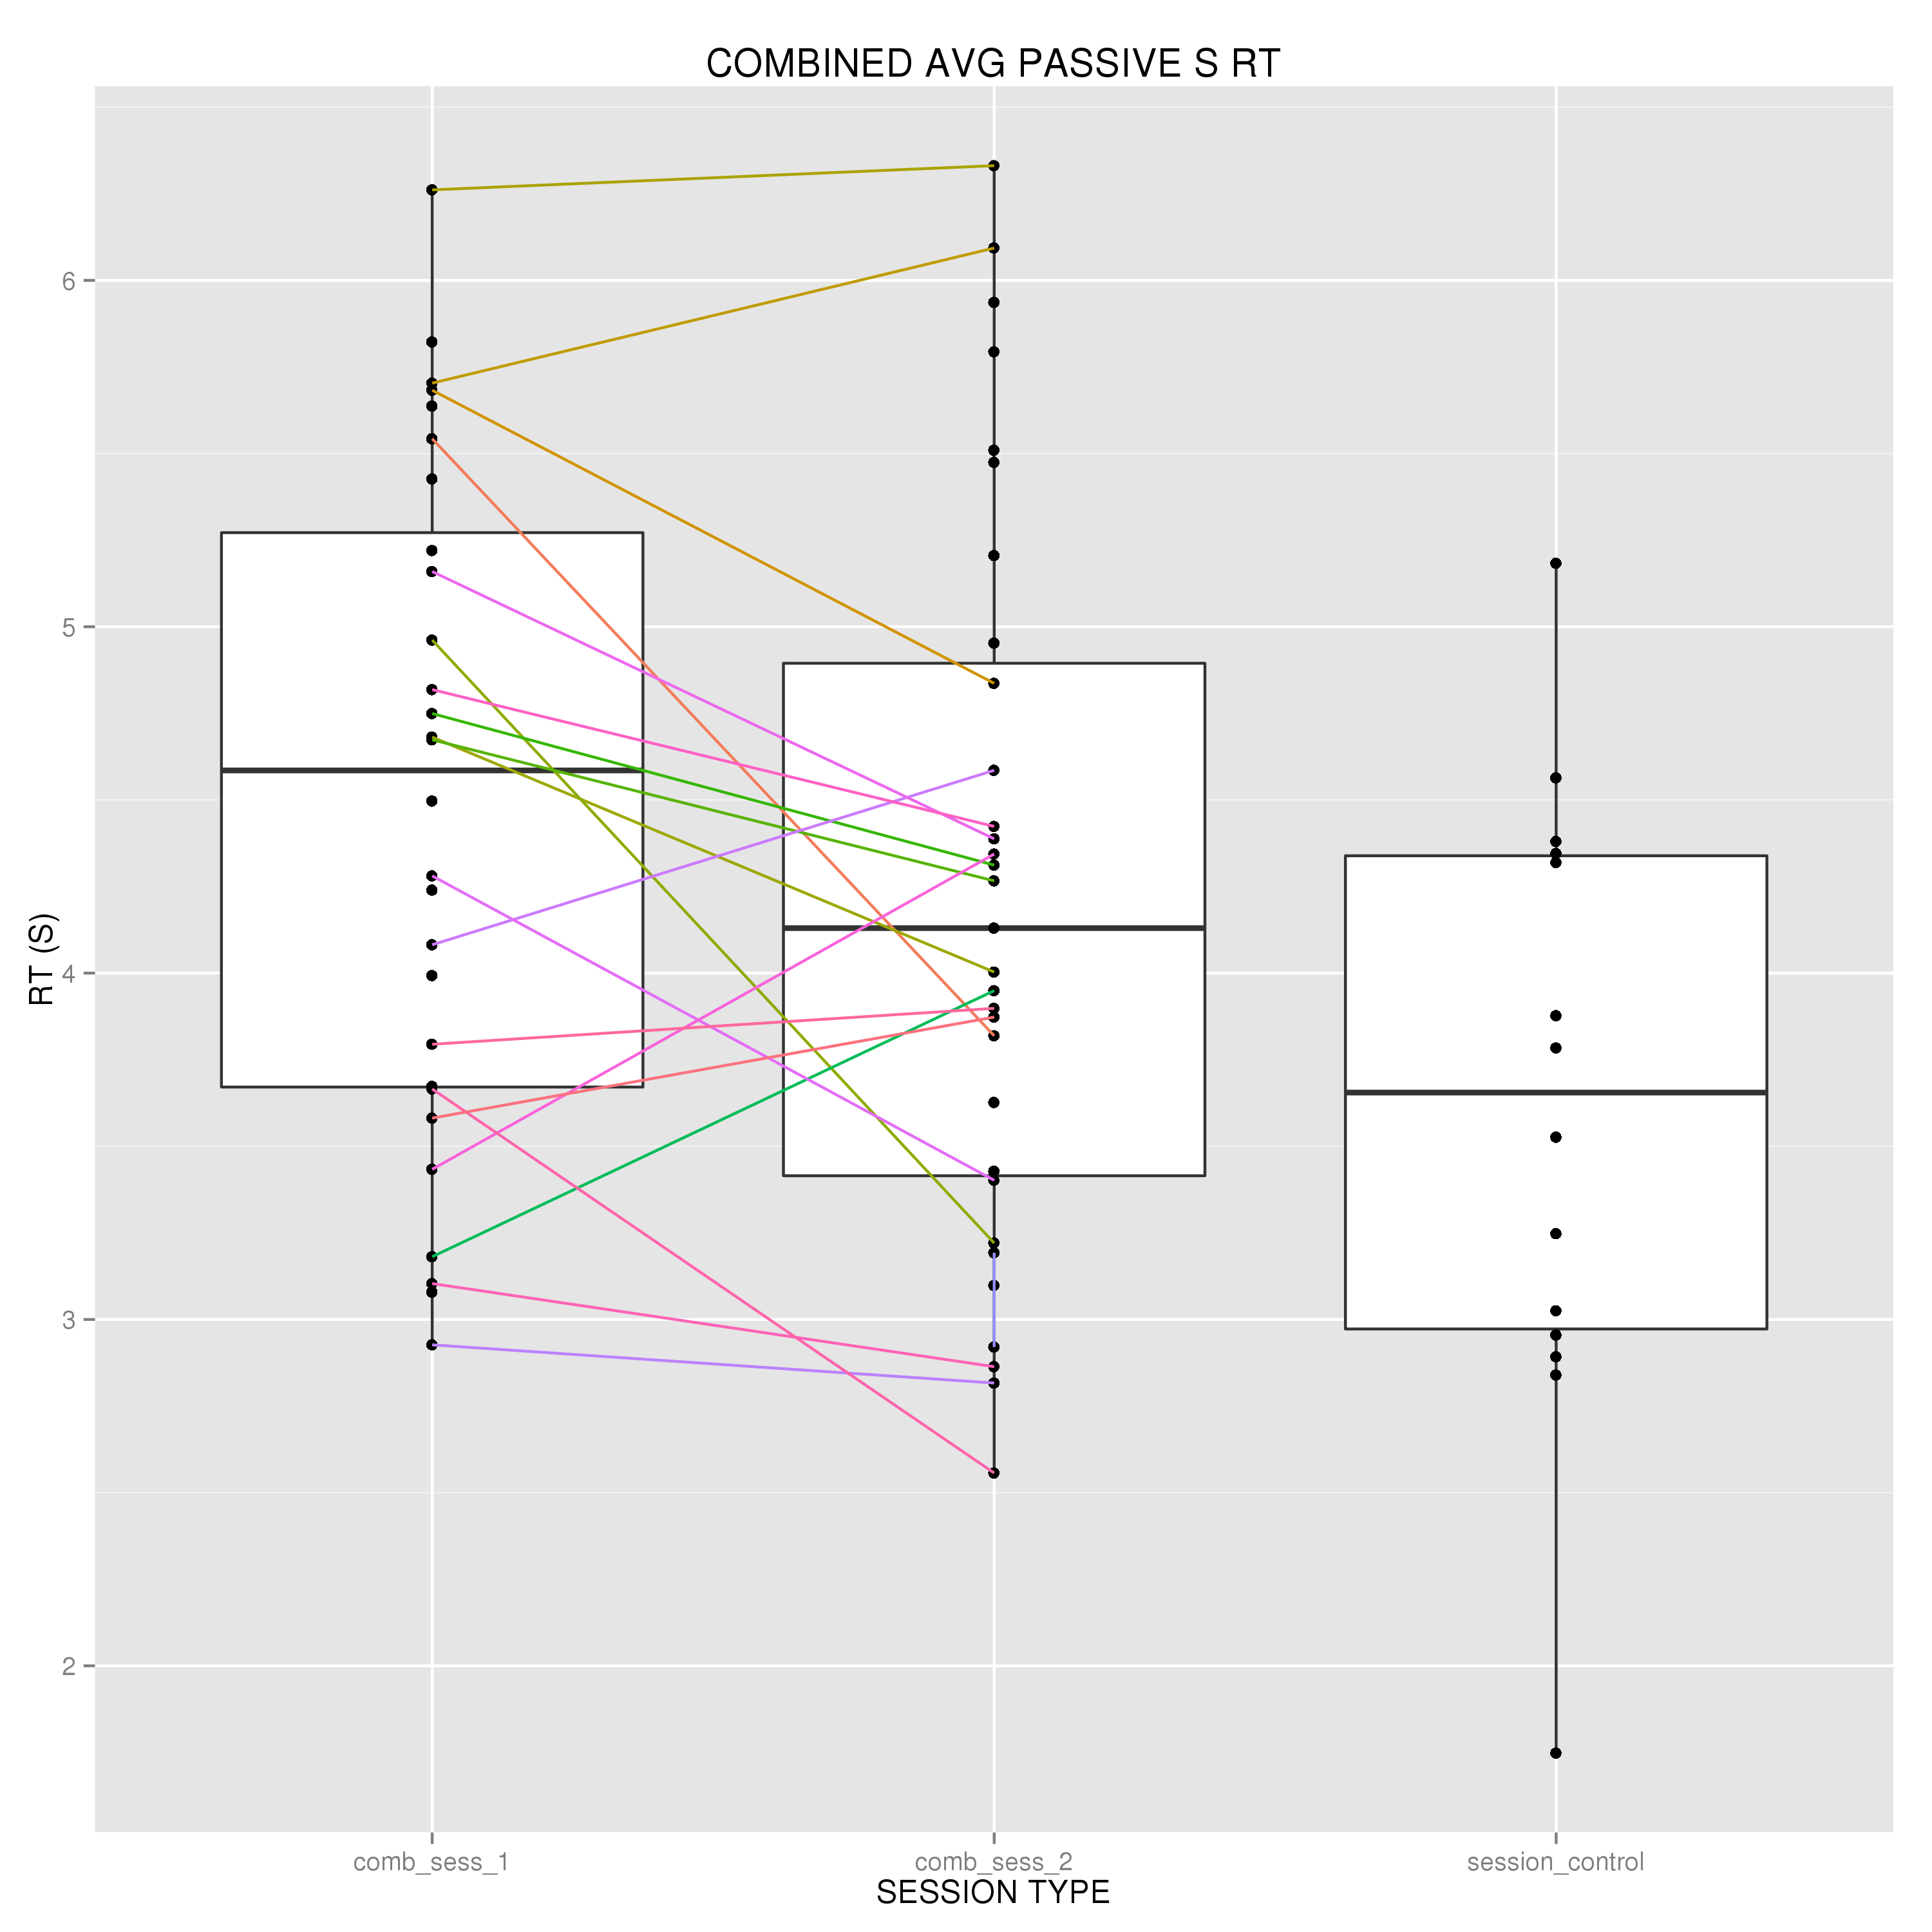 COMBINED AVG PASSIVE S RT
6
5
4
3
2
RT (S)
comb_sess_1
comb_sess_2
session_control
SESSION TYPE